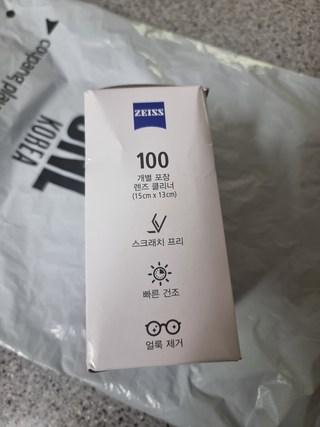 ZEISS
100
개별 포장
렌즈 클리너
(15cm x 13cm)
스크래치 프리
빠른 건조
얼룩 제거
KOREA